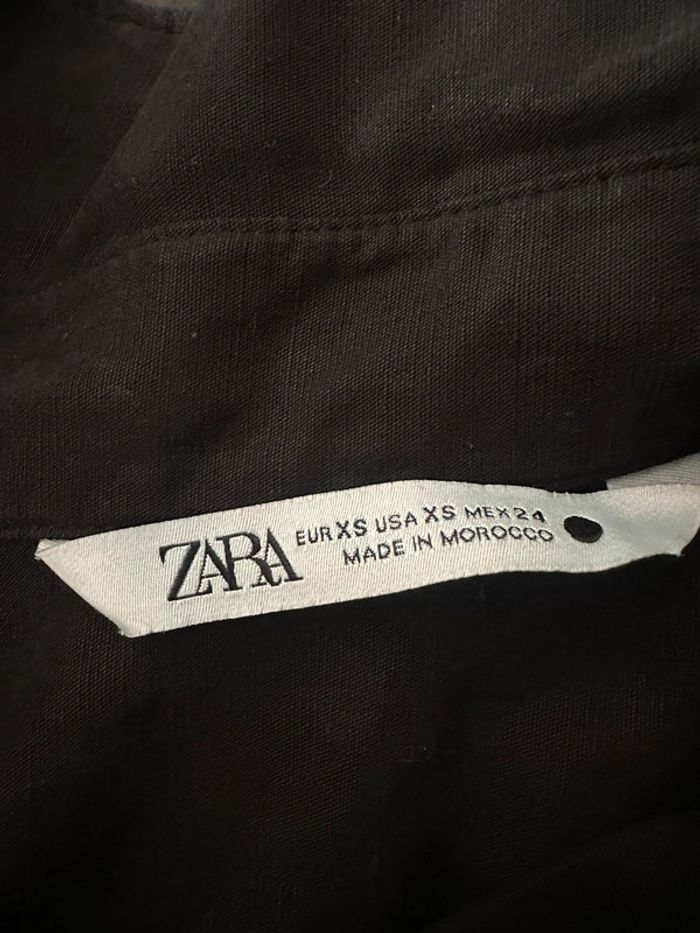 ZARA
EUR XS USA XS MEX 24
MADE IN MOROCCO